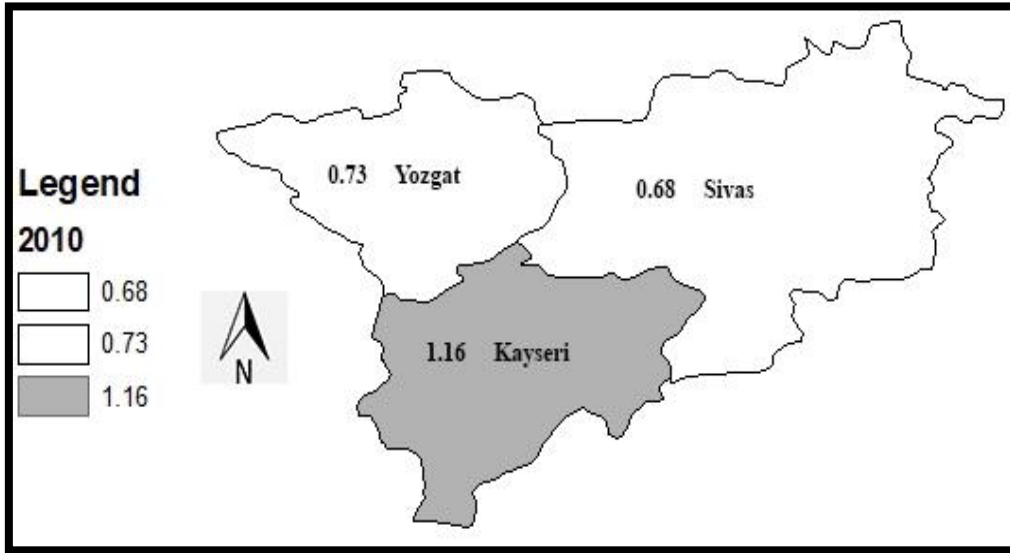 Legend
2010
0.68
0.73
1.16
N
0.73 Yozgat
0.68 Sivas
1.16 Kayseri